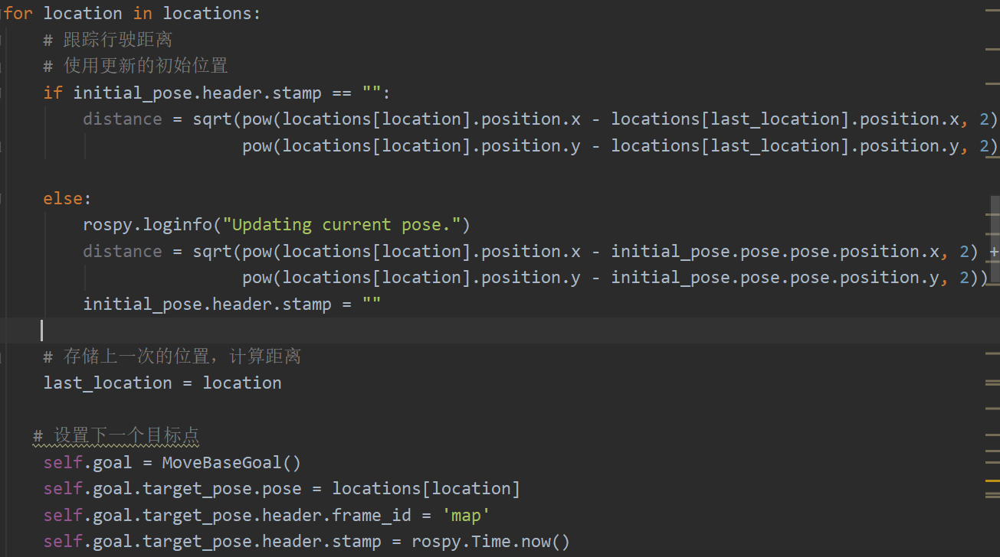 for location in locations:
# 跟踪行驶距离
# 使用更新的初始位置
if initial_pose.header.stamp == "":
distance = sqrt(pow(locations[location].position.x - locations[last_location].position.x, 2)
pow(locations[location].position.y - locations[last_location].position.y, 2)
else:
rospy.loginfo("Updating current pose.")
distance = sqrt(pow(locations[location].position.x - initial_pose.pose.pose.position.x, 2) +
pow(locations[location].position.y - initial_pose.pose.pose.position.y, 2))
initial_pose.header.stamp = ""
# 存储上一次的位置，计算距离
last_location = location
# 设置下一个目标点
self.goal = MoveBaseGoal()
self.goal.target_pose.pose = locations[location]
self.goal.target_pose.header.frame_id = 'map'
self.goal.target_pose.header.stamp = rospy.Time.now()